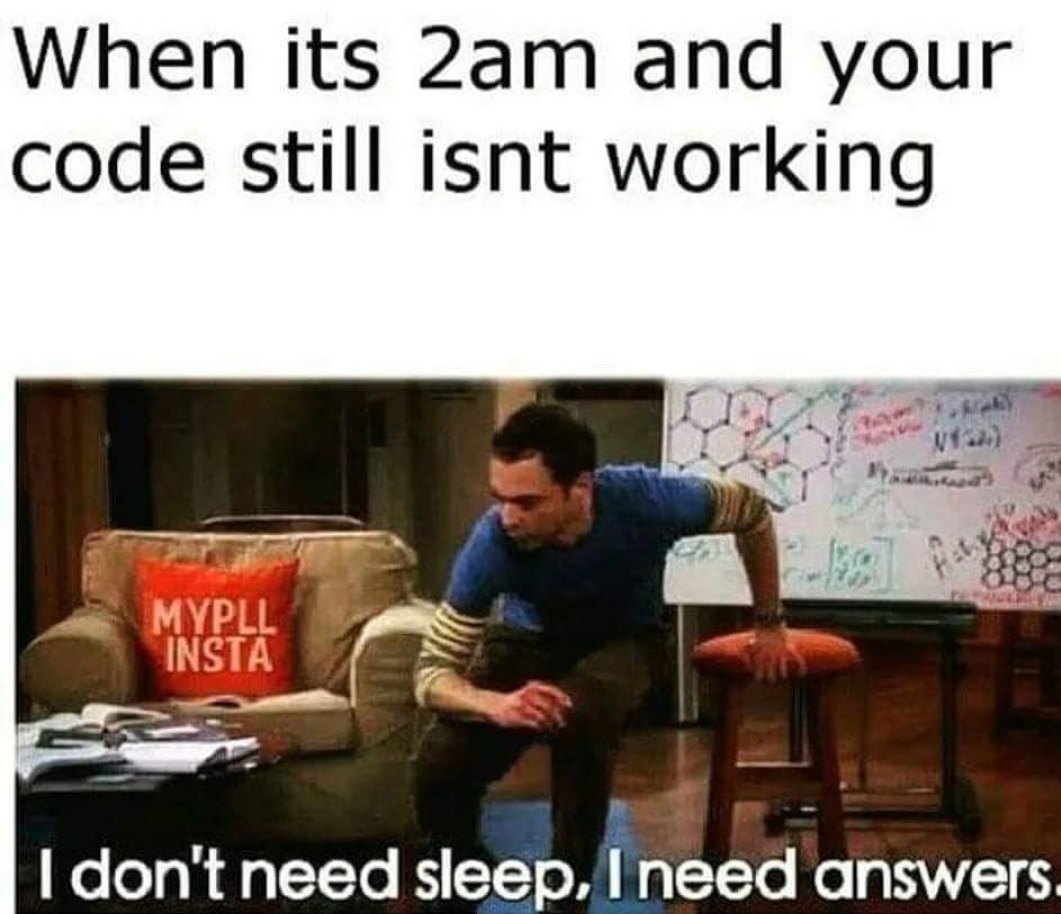 When its 2am and your
code still isnt working
MYPLL
INSTA
I don't need sleep, I need answers.